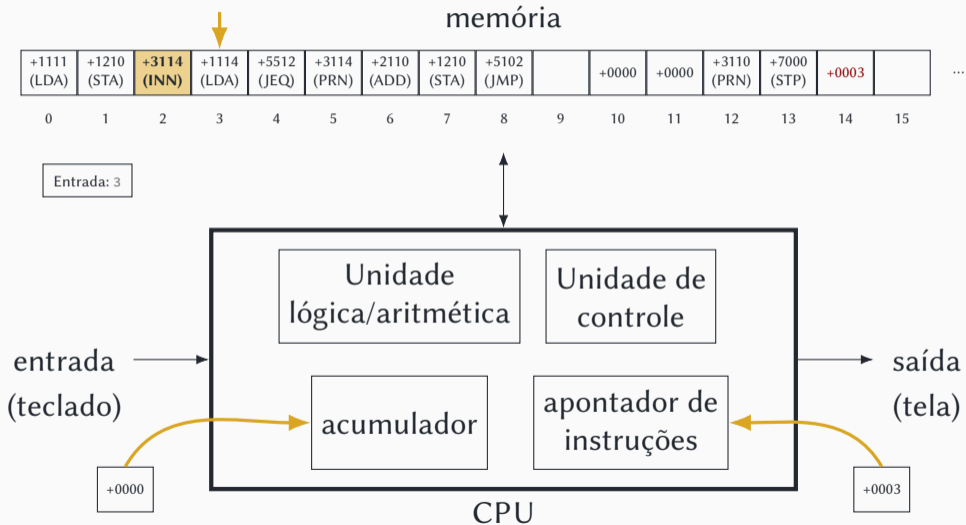 memória
+1111 +1210 +3114 +1114 +5512 +3114 +2110 +1210 +5102 +0000 +0000 +3110 +7000 +0003 ...
(LDA) (STA) (INN) (LDA) (JEQ) (PRN) (ADD) (STA) (JMP) (PRN) (STP)
0 1 2 3 4 5 6 7 8 9 10 11 12 13 14 15
Entrada: 3
Unidade
lógica/aritmética
Unidade de
controle
entrada
(teclado)
saída
(tela)
acumulador
apontador de
instruções
+0000
+0003
CPU